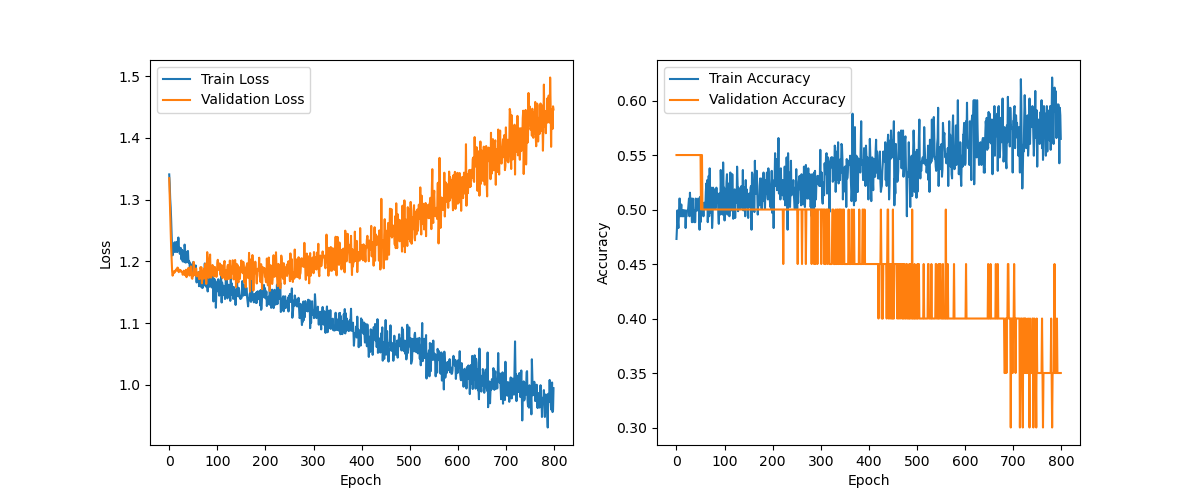 Train Loss
Validation Loss
1.5
1.4
1.3
1.2
1.1
1.0
Loss
0 100 200 300 400 500 600 700 800
Epoch
Train Accuracy
Validation Accuracy
0.60
0.55
0.50
0.45
0.40
0.35
0.30
Accuracy
0 100 200 300 400 500 600 700 800
Epoch